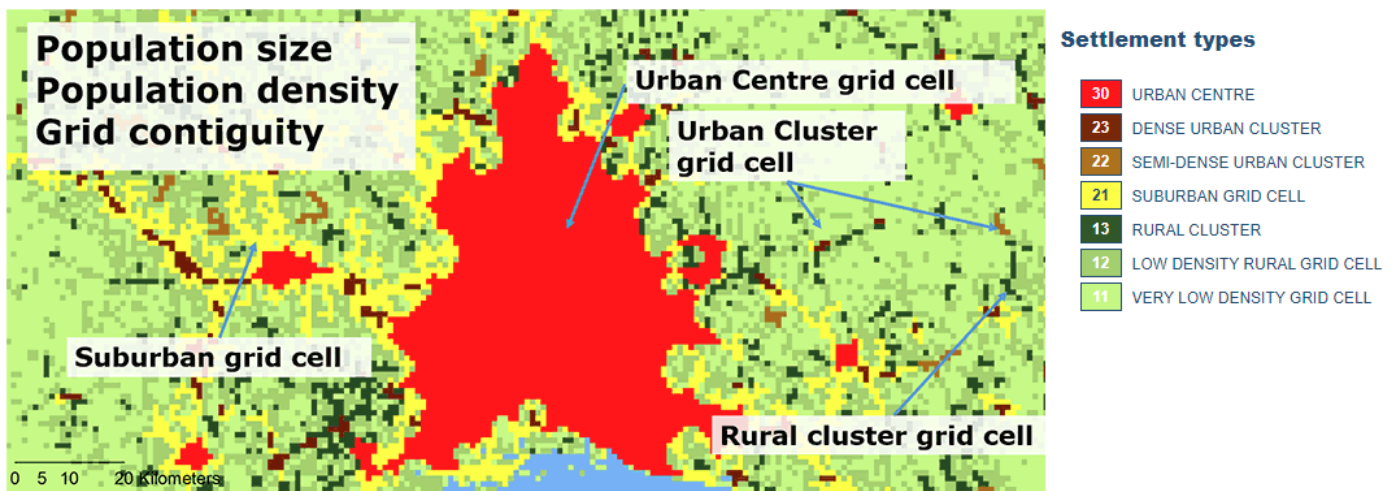 Population size
Population density
Grid contiguity
Urban Centre grid cell
Urban Cluster
grid cell
Suburban grid cell
Rural cluster grid cell
0 5 10 20 Kilometers
Settlement types
30 URBAN CENTRE
23 DENSE URBAN CLUSTER
22 SEMI-DENSE URBAN CLUSTER
21 SUBURBAN GRID CELL
13 RURAL CLUSTER
12 LOW DENSITY RURAL GRID CELL
11 VERY LOW DENSITY GRID CELL